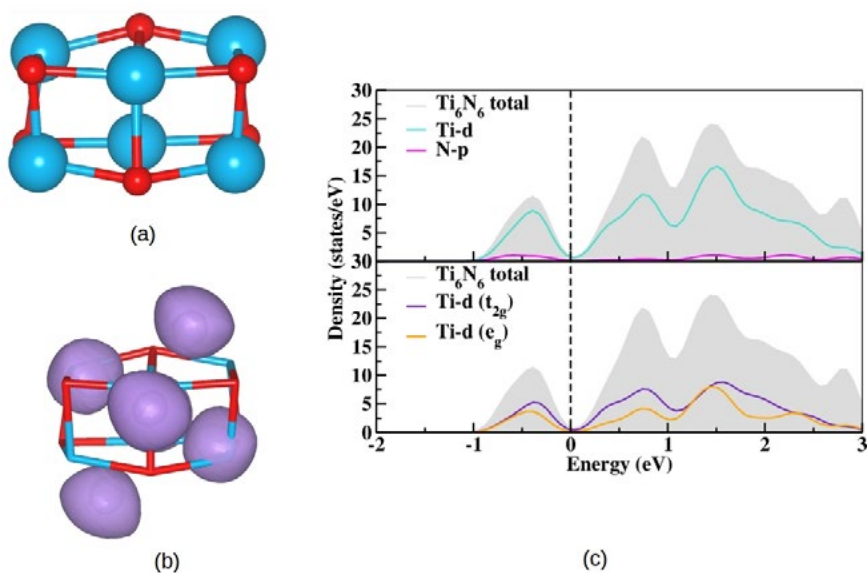 (a)
(b)
30
25
20
15
10
5
30
25
20
15
10
5
0
Ti6N6 total
Ti-d
N-p
Ti6N6 total
Ti-d (t2g)
Ti-d (eg)
Density (states/eV)
-2 -1 0 1 2 3
Energy (eV)
(c)